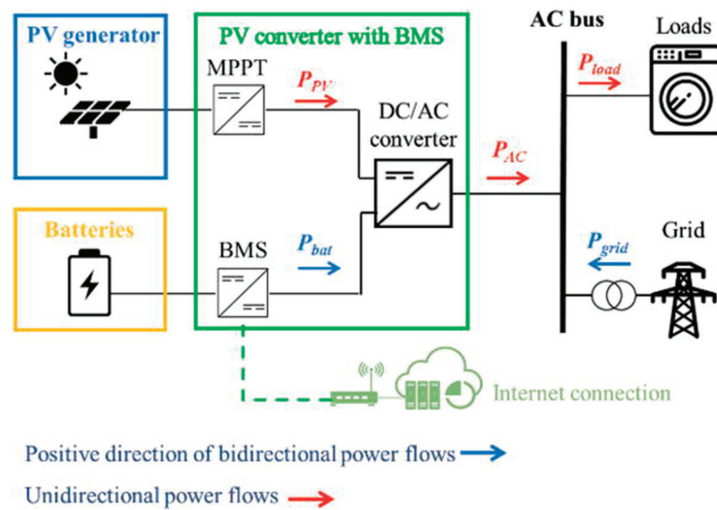 PV generator
PV converter with BMS
AC bus
Loads
MPPT
P_PV
P_load
DC/AC
converter
P_AC
Batteries
BMS
P_bat
P_grid
Grid
Internet connection
Positive direction of bidirectional power flows
Unidirectional power flows